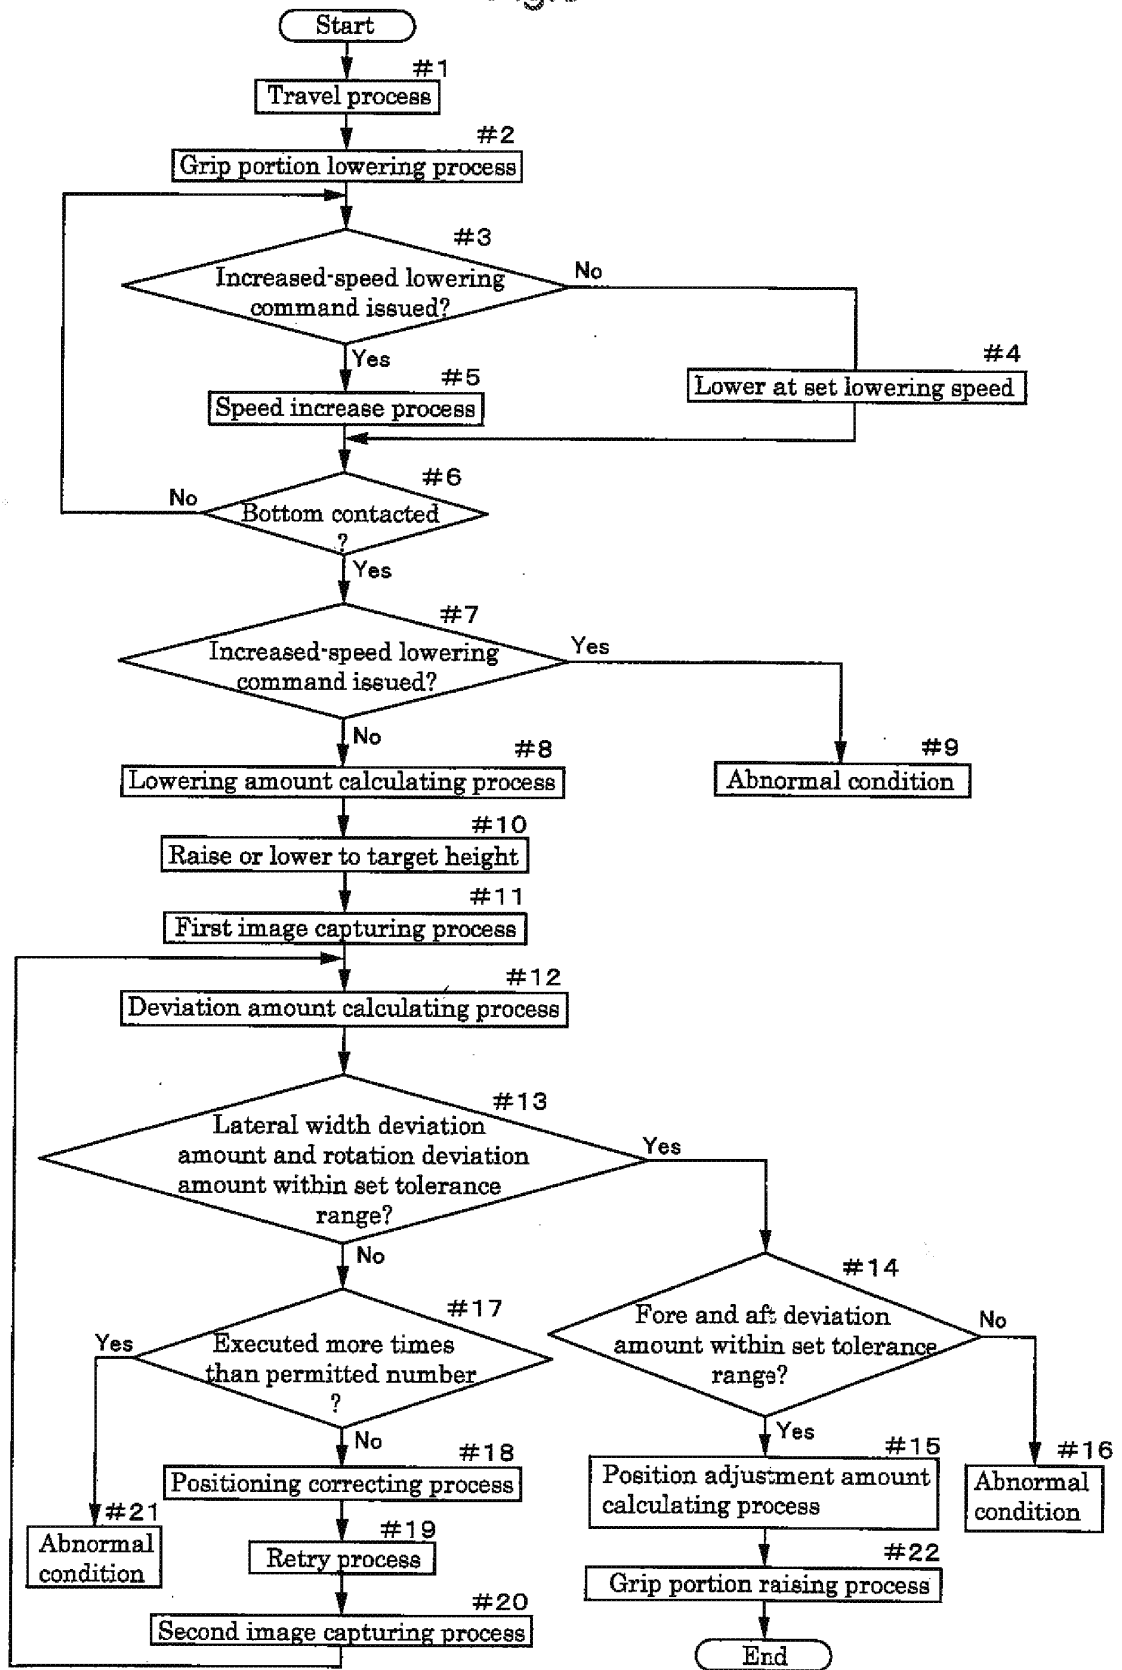 Start
#1
Travel process
#2
Grip portion lowering process
#3
Increased-speed lowering
command issued?
No
Yes
#4
Lower at set lowering speed
#5
Speed increase process
#6
No
Bottom contacted
?
Yes
#7
Increased-speed lowering
command issued?
Yes
No
#8
Lowering amount calculating process
#9
Abnormal condition
#10
Raise or lower to target height
#11
First image capturing process
#12
Deviation amount calculating process
#13
Lateral width deviation
amount and rotation deviation
amount within set tolerance
range?
Yes
No
#14
Fore and aft deviation
amount within set tolerance
range?
No
Yes
#17
Yes
Executed more times
than permitted number
?
No
#15
Position adjustment amount
calculating process
#16
Abnormal
condition
#18
Positioning correcting process
#21
Abnormal
condition
#19
Retry process
#22
Grip portion raising process
#20
Second image capturing process
End